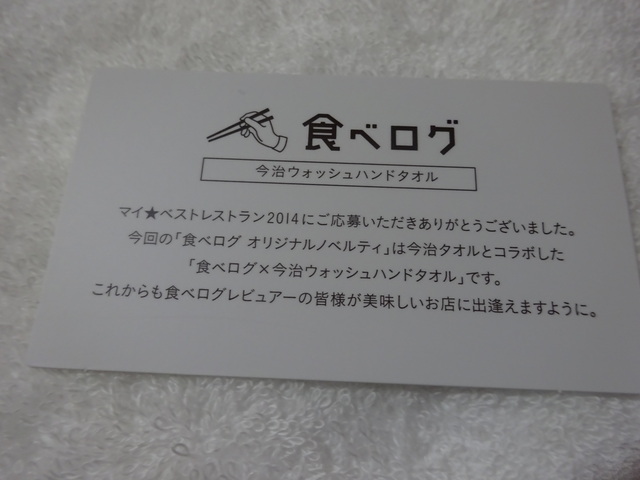 食べログ
今治ウォッシュハンドタオル
マイ★ベストレストラン2014にご応募いただきありがとうございました。
今回の「食べログ オリジナルノベルティ」は今治タオルとコラボした
「食べログ×今治ウォッシュハンドタオル」です。
これからも食べログレビュアーの皆様が美味しいお店に出逢えますように。